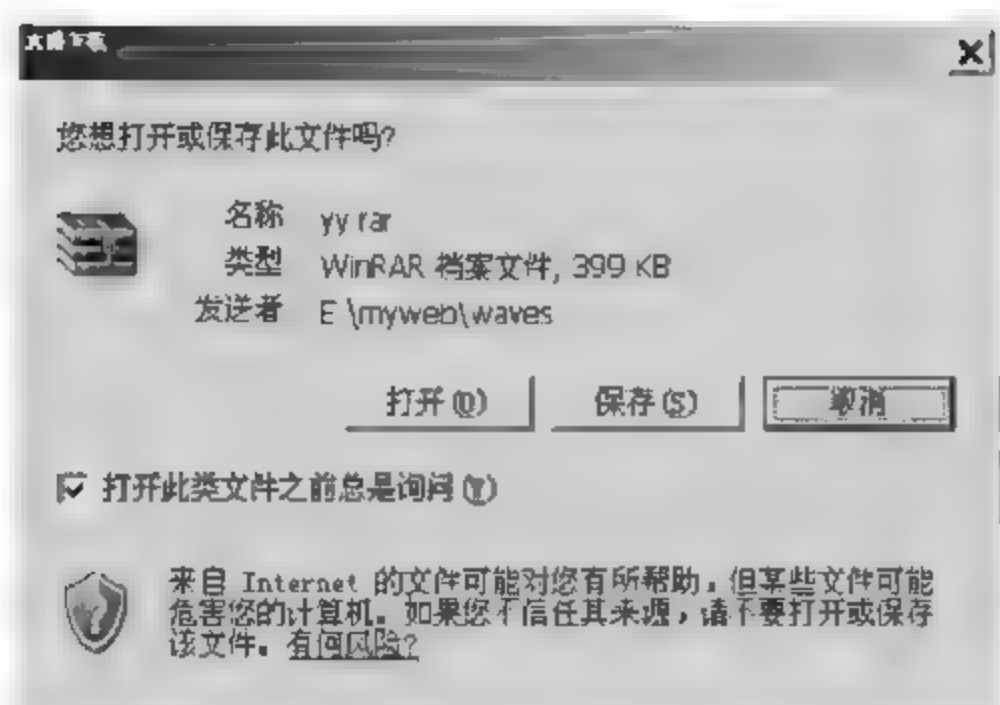 文件下载
您想打开或保存此文件吗?
名称 yy rar
类型 WinRAR 档案文件, 399 KB
发送者 E \myweb\waves
打开(O) 保存(S) 取消
打开此类文件之前总是询问(Y)
来自 Internet 的文件可能对您有所帮助，但某些文件可能
危害您的计算机。如果您不信任其来源，请不要打开或保存
该文件。有何风险?